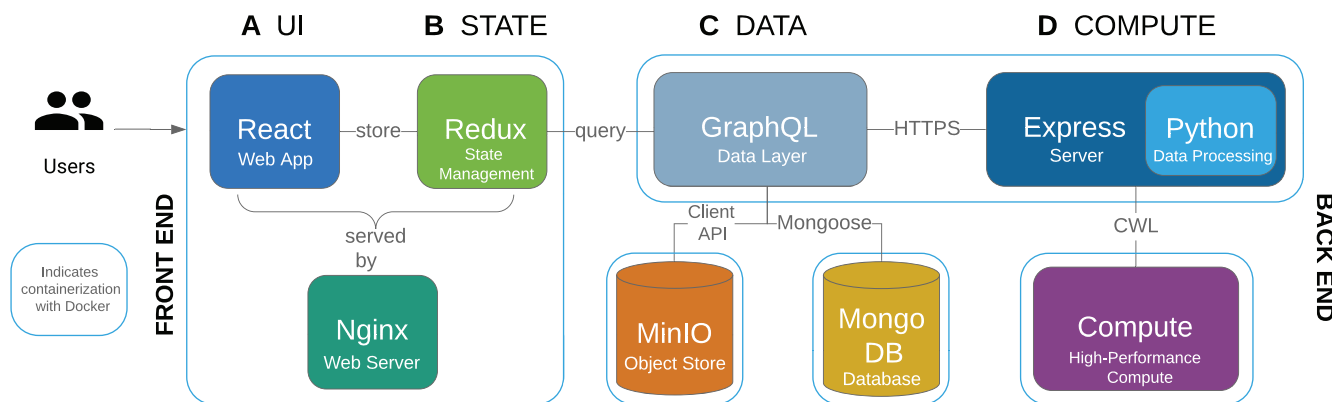 A UI
B STATE
C DATA
D COMPUTE
Users
React
Web App
store
Redux
State
Management
query
GraphQL
Data Layer
HTTPS
Express
Server
Python
Data Processing
FRONT END
served
by
Client
API
Mongoose
CWL
BACK END
Indicates
containerization
with Docker
Nginx
Web Server
MinIO
Object Store
Mongo
DB
Database
Compute
High-Performance
Compute